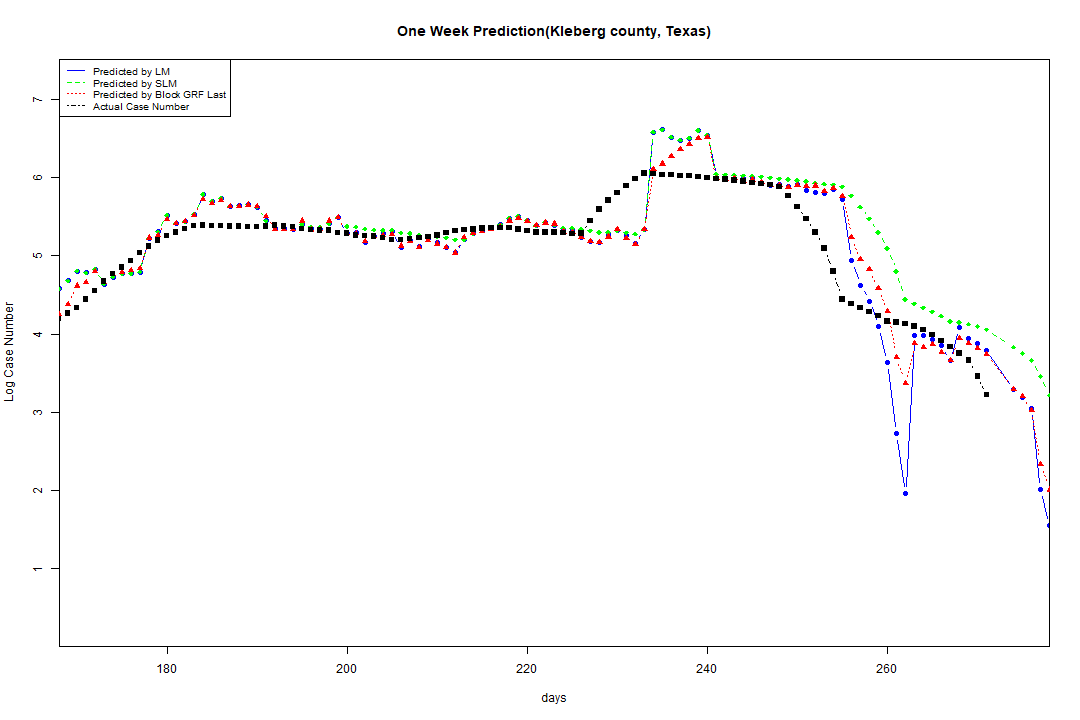 One Week Prediction(Kleberg county, Texas)
Predicted by LM
Predicted by SLM
Predicted by Block GRF Last
Actual Case Number
7
6
5
4
3
2
1
Log Case Number
180 200 220 240 260
days